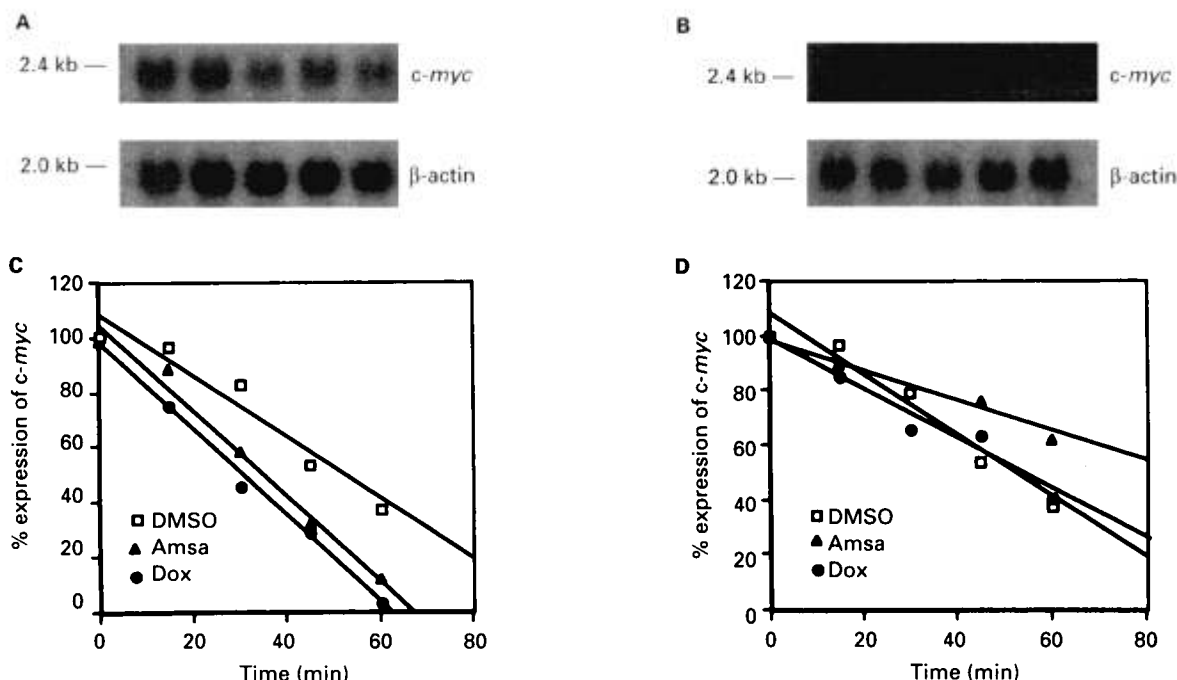 A
2.4 kb —
c-myc
2.0 kb —
β-actin
B
2.4 kb —
c-myc
2.0 kb —
β-actin
C
% expression of c-myc
120
100
80
60
40
20
0
□ DMSO
▲ Amsa
● Dox
0 20 40 60 80
Time (min)
D
% expression of c-myc
120
100
80
60
40
20
0
□ DMSO
▲ Amsa
● Dox
0 20 40 60 80
Time (min)